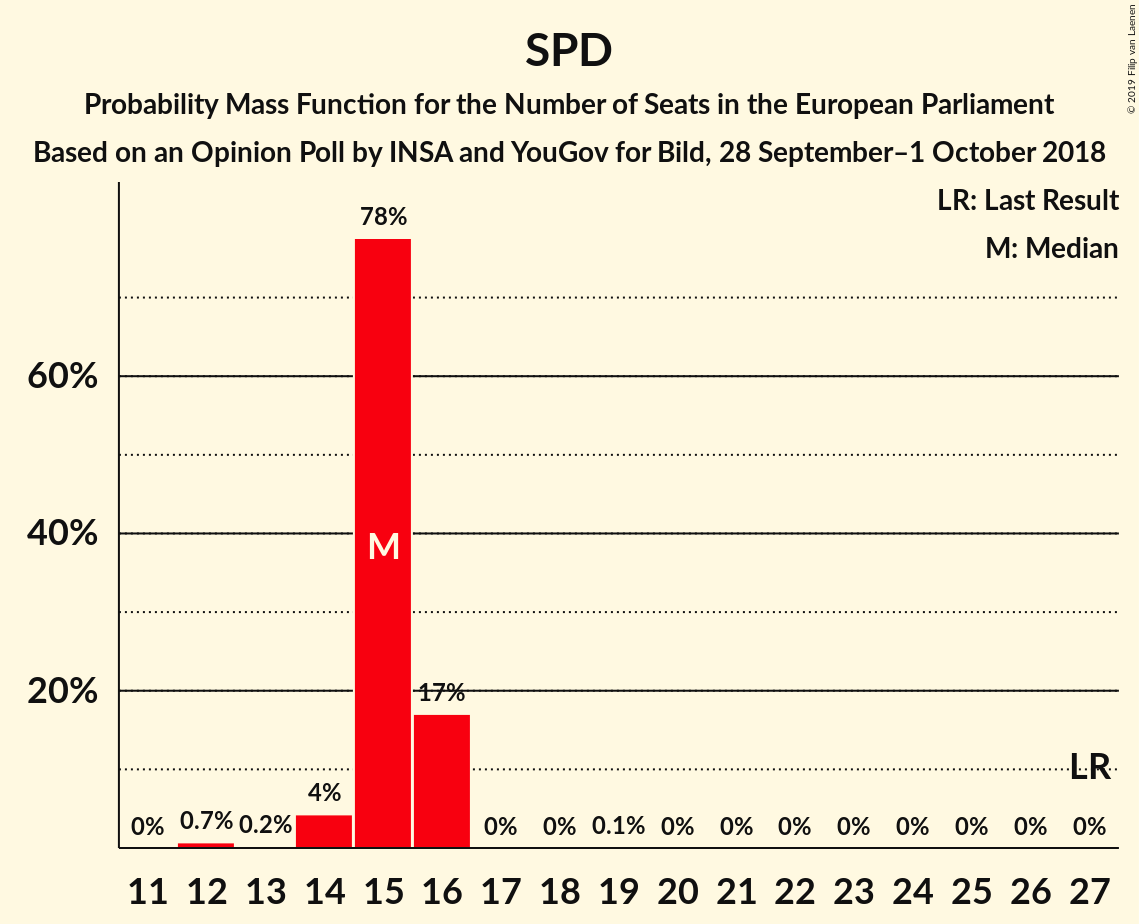 SPD
Probability Mass Function for the Number of Seats in the European Parliament
Based on an Opinion Poll by INSA and YouGov for Bild, 28 September–1 October 2018
© 2019 Filip van Laenen
LR: Last Result
M: Median
78%
60%
40%
M
20%
17%
LR
0% 0.7% 0.2% 4% 0% 0% 0.1% 0% 0% 0% 0% 0% 0% 0% 0%
11 12 13 14 15 16 17 18 19 20 21 22 23 24 25 26 27